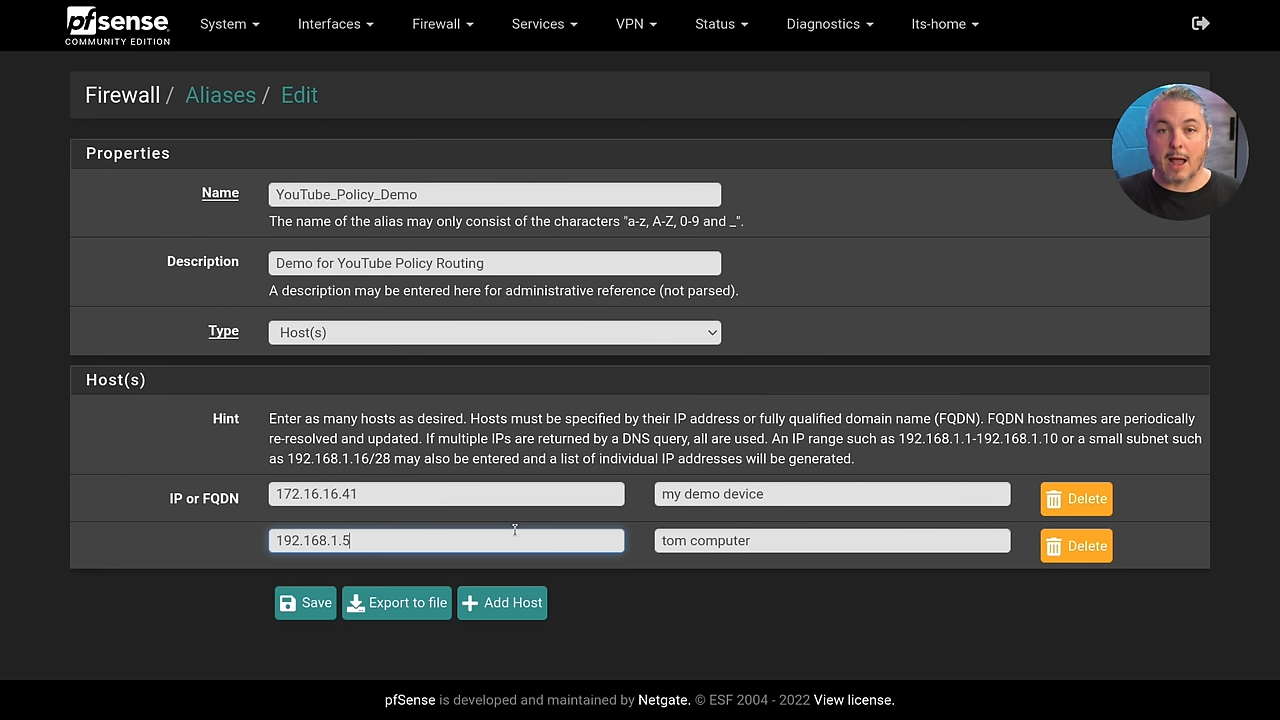 pfsense
COMMUNITY EDITION
System Interfaces Firewall Services VPN Status Diagnostics Its-home
Firewall / Aliases / Edit
Properties
Name YouTube_Policy_Demo
The name of the alias may only consist of the characters "a-z, A-Z, 0-9 and _".
Description Demo for YouTube Policy Routing
A description may be entered here for administrative reference (not parsed).
Type Host(s)
Host(s)
Hint Enter as many hosts as desired. Hosts must be specified by their IP address or fully qualified domain name (FQDN). FQDN hostnames are periodically
re-resolved and updated. If multiple IPs are returned by a DNS query, all are used. An IP range such as 192.168.1.1-192.168.1.10 or a small subnet such
as 192.168.1.16/28 may also be entered and a list of individual IP addresses will be generated.
IP or FQDN 172.16.16.41 my demo device Delete
192.168.1.5 tom computer Delete
Save Export to file Add Host
pfSense is developed and maintained by Netgate. © ESF 2004 - 2022 View license.